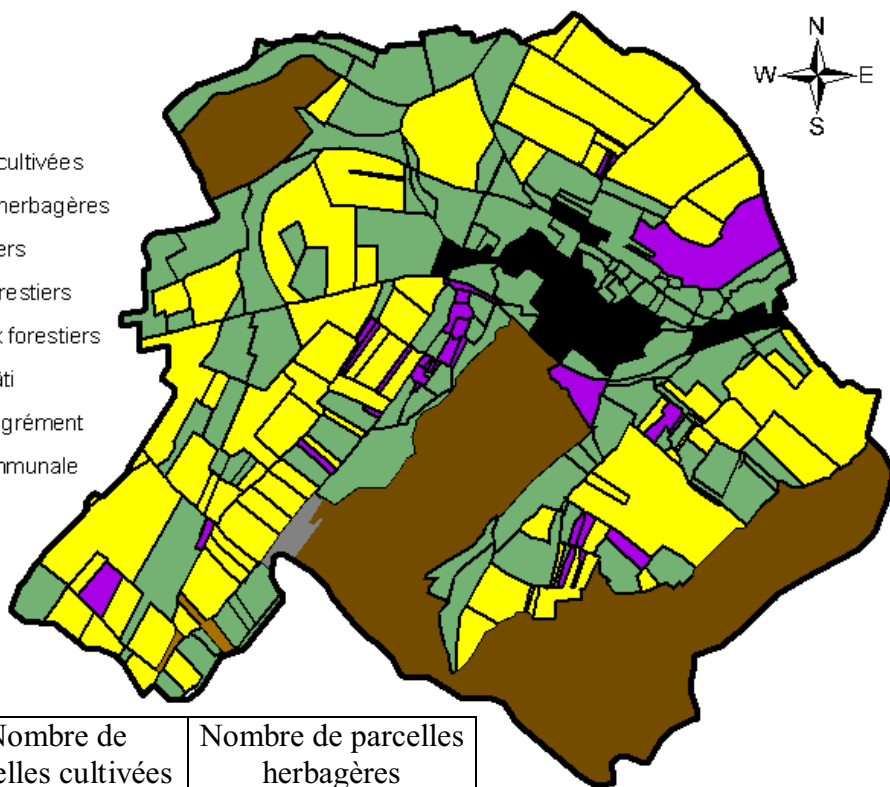 N
W E
S
cultivées
herbagères
ers
restiers
x forestiers
âti
grément
mmunale
Nombre de Nombre de parcelles
elles cultivées herbagères